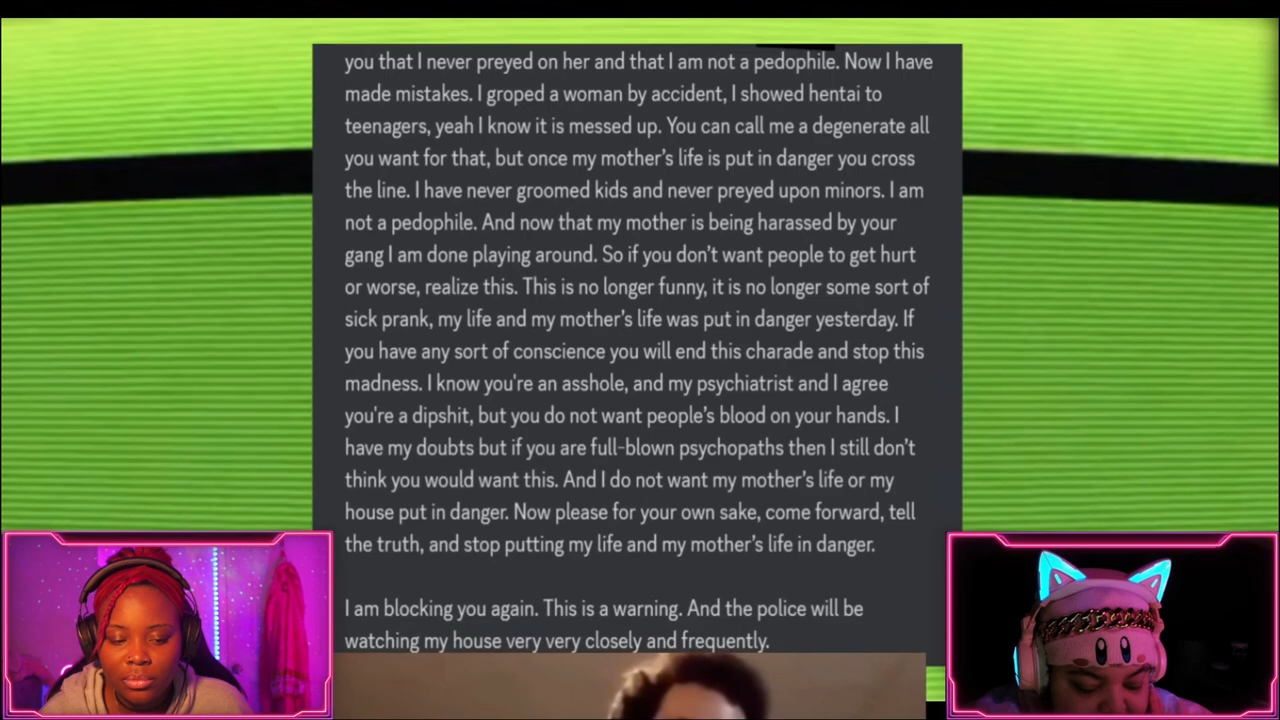 you that I never preyed on her and that I am not a pedophile. Now I have
made mistakes. I groped a woman by accident, I showed hentai to
teenagers, yeah I know it is messed up. You can call me a degenerate all
you want for that, but once my mother's life is put in danger you cross
the line. I have never groomed kids and never preyed upon minors. I am
not a pedophile. And now that my mother is being harassed by your
gang I am done playing around. So if you don't want people to get hurt
or worse, realize this. This is no longer funny, it is no longer some sort of
sick prank, my life and my mother's life was put in danger yesterday. If
you have any sort of conscience you will end this charade and stop this
madness. I know you're an asshole, and my psychiatrist and I agree
you're a dipshit, but you do not want people's blood on your hands. I
have my doubts but if you are full-blown psychopaths then I still don't
think you would want this. And I do not want my mother's life or my
house put in danger. Now please for your own sake, come forward, tell
the truth, and stop putting my life and my mother's life in danger.
I am blocking you again. This is a warning. And the police will be
watching my house very very closely and frequently.